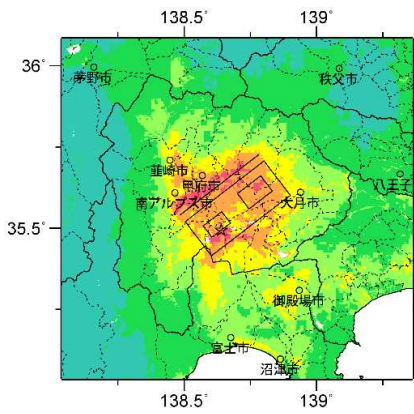 138.5° 139°
36°
茅野市 秩父市
韮崎市
甲府市 八王子
南アルプス市 大月市
35.5°
御殿場市
富士市
沼津市
138.5° 139°